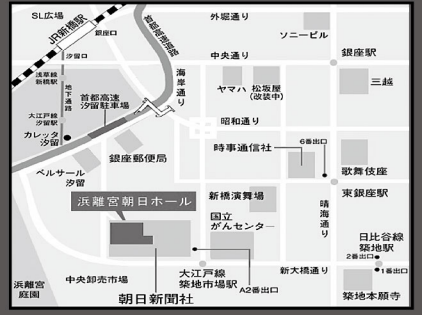 SL広場
JR新橋駅
銀座口
汐留口
浅草線
新橋駅
地下通路
大江戸線
汐留駅
カレッタ
汐留
首都高速
汐留駐車場
首都高速道路
海岸通り
外堀通り
ソニービル
中央通り
銀座駅
ヤマハ
松坂屋
(改装中)
三越
昭和通り
時事通信社
6番出口
銀座郵便局
ベルサール
汐留
歌舞伎座
東銀座駅
晴海通り
浜離宮朝日ホール
新橋演舞場
国立
がんセンター
日比谷線
築地駅
2番出口
1番出口
新大橋通り
中央卸売市場
大江戸線
築地市場駅
A2番出口
浜離宮
庭園
朝日新聞社
築地本願寺